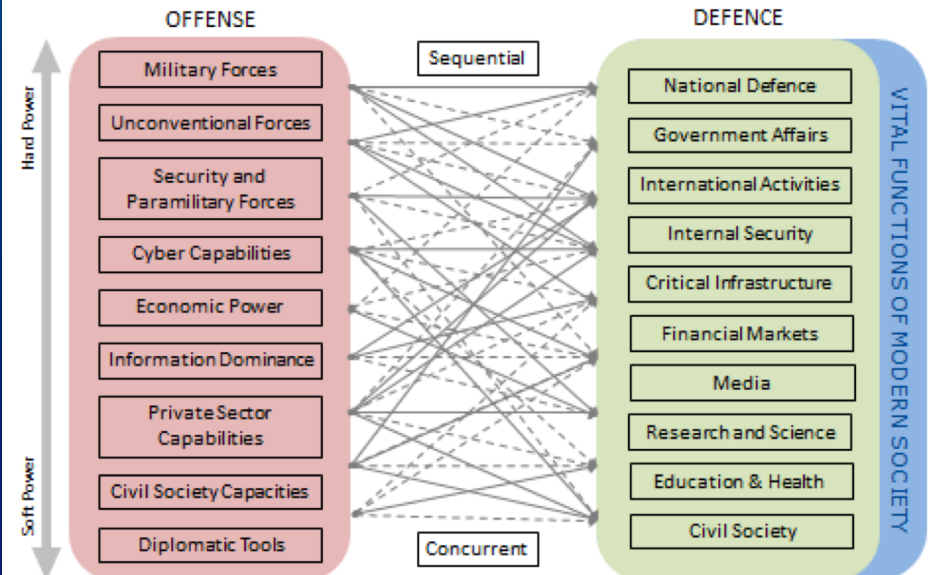 OFFENSE
DEFENCE
Hard Power
Soft Power
Military Forces
Unconventional Forces
Security and
Paramilitary Forces
Cyber Capabilities
Economic Power
Information Dominance
Private Sector
Capabilities
Civil Society Capacities
Diplomatic Tools
Sequential
Concurrent
National Defence
Government Affairs
International Activities
Internal Security
Critical Infrastructure
Financial Markets
Media
Research and Science
Education & Health
Civil Society
VITAL FUNCTIONS OF MODERN SOCIETY